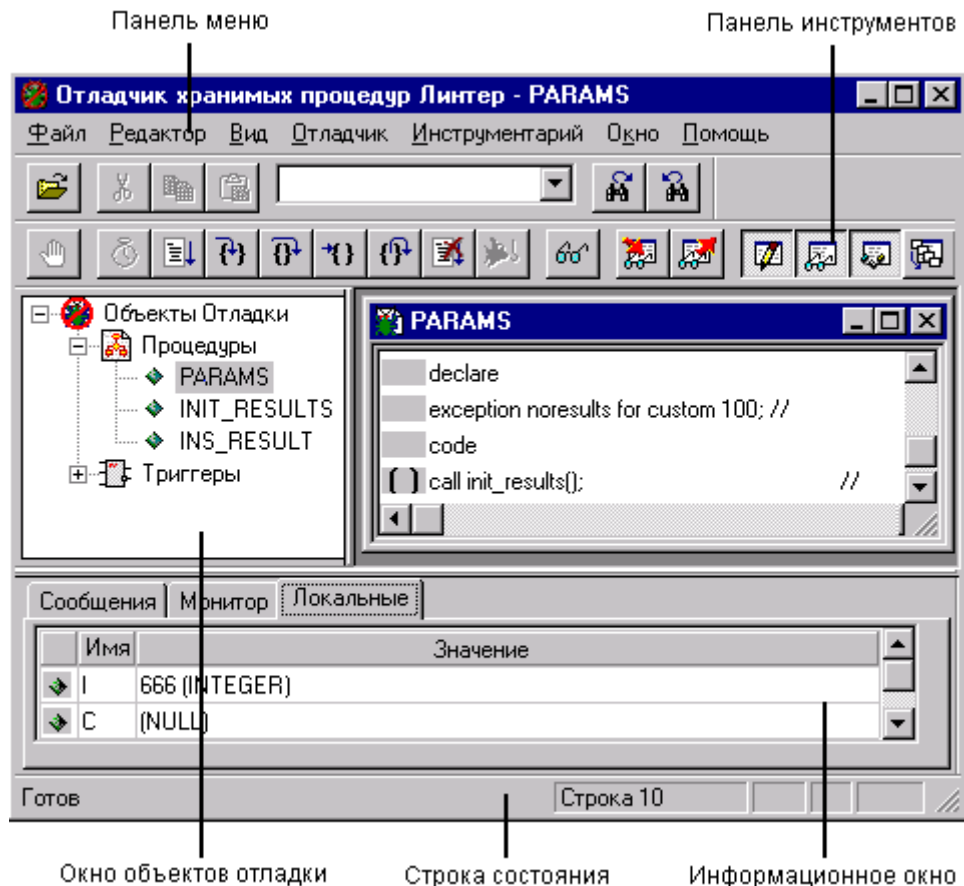 Панель меню
Панель инструментов
Отладчик хранимых процедур Линтер - PARAMS
Файл Редактор Вид Отладчик Инструментарий Окно Помощь
Объекты Отладки
Процедуры
PARAMS
INIT_RESULTS
INS_RESULT
Триггеры
PARAMS
declare
exception noresults for custom 100; //
code
call init_results(); //
Сообщения Монитор Локальные
Имя Значение
I 666 (INTEGER)
C (NULL)
Готов Строка 10
Окно объектов отладки
Строка состояния
Информационное окно